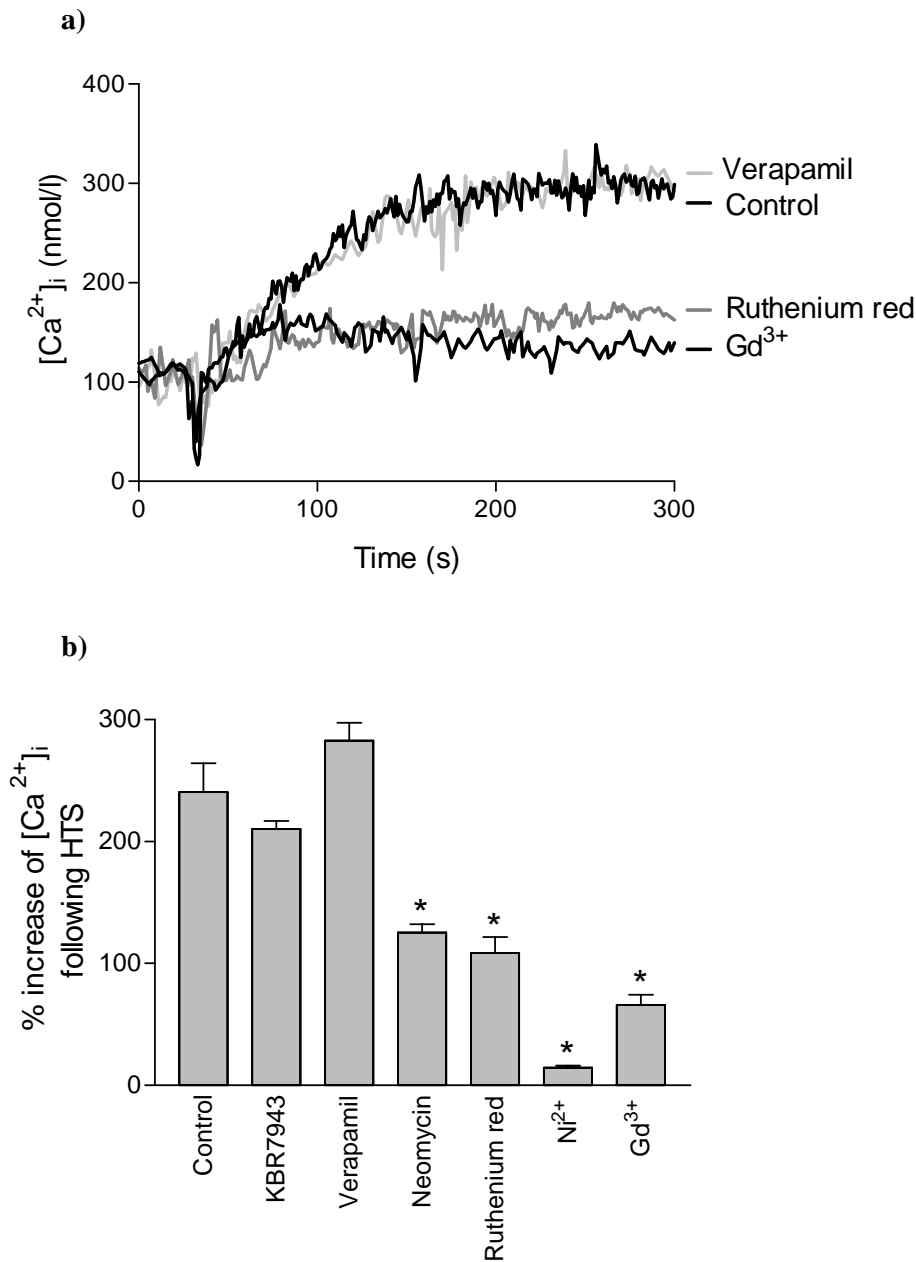 a)
400
300
200
100
0
[Ca²⁺]i (nmol/l)
0 100 200 300
Time (s)
Verapamil
Control
Ruthenium red
Gd³⁺
b)
% increase of [Ca²⁺]i
following HTS
300
200
100
0
* * * *
Control
KBR7943
Verapamil
Neomycin
Ruthenium red
Ni²⁺
Gd³⁺